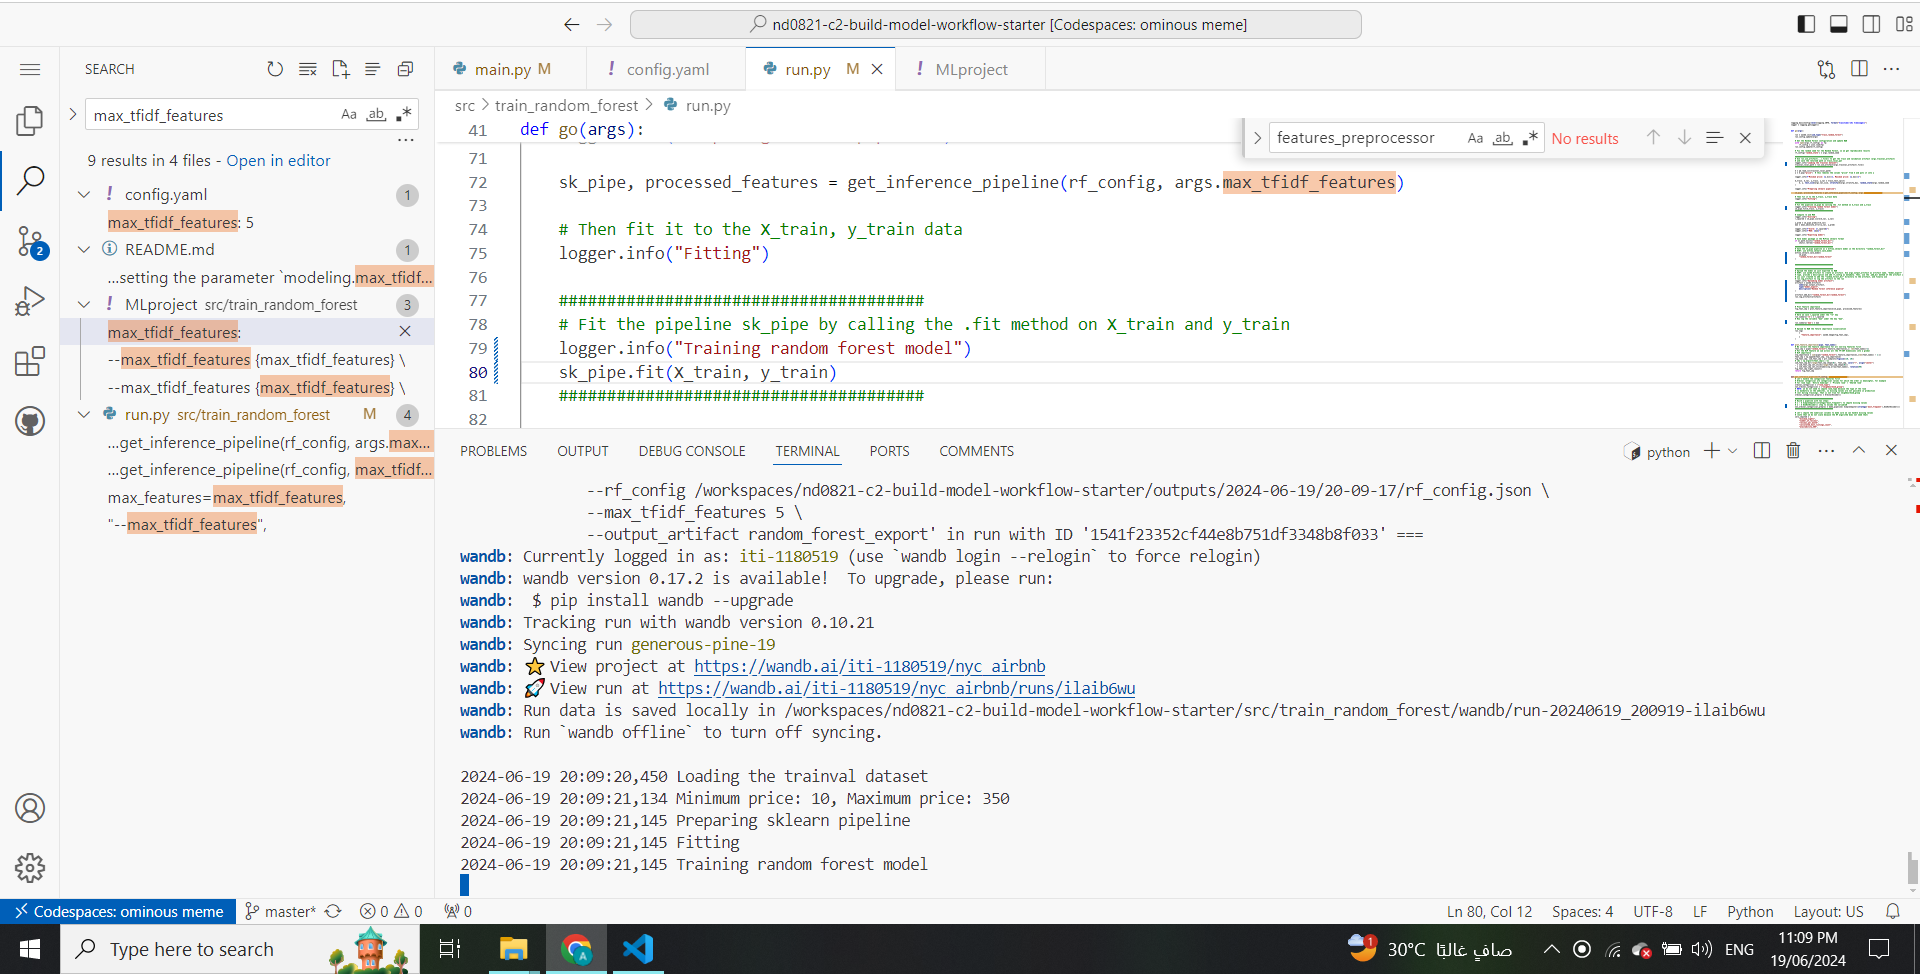 nd0821-c2-build-model-workflow-starter [Codespaces: ominous meme]
SEARCH
main.py M
config.yaml
run.py M
MLproject
max_tfidf_features
Aa ab .*
9 results in 4 files - Open in editor
config.yaml 1
max_tfidf_features: 5
README.md 1
...setting the parameter `modeling.max_tfidf...
MLproject src/train_random_forest 3
max_tfidf_features:
--max_tfidf_features {max_tfidf_features} \
--max_tfidf_features {max_tfidf_features} \
run.py src/train_random_forest M 4
...get_inference_pipeline(rf_config, args.max...
...get_inference_pipeline(rf_config, max_tfidf...
max_features=max_tfidf_features,
"--max_tfidf_features",
2
src > train_random_forest > run.py
features_preprocessor Aa ab .* No results
41 def go(args):
71
72 sk_pipe, processed_features = get_inference_pipeline(rf_config, args.max_tfidf_features)
73
74 # Then fit it to the X_train, y_train data
75 logger.info("Fitting")
76
77 ######################################
78 # Fit the pipeline sk_pipe by calling the .fit method on X_train and y_train
79 logger.info("Training random forest model")
80 sk_pipe.fit(X_train, y_train)
81 ######################################
82
PROBLEMS OUTPUT DEBUG CONSOLE TERMINAL PORTS COMMENTS
python
--rf_config /workspaces/nd0821-c2-build-model-workflow-starter/outputs/2024-06-19/20-09-17/rf_config.json \
--max_tfidf_features 5 \
--output_artifact random_forest_export' in run with ID '1541f23352cf44e8b751df3348b8f033' ===
wandb: Currently logged in as: iti-1180519 (use `wandb login --relogin` to force relogin)
wandb: wandb version 0.17.2 is available! To upgrade, please run:
wandb: $ pip install wandb --upgrade
wandb: Tracking run with wandb version 0.10.21
wandb: Syncing run generous-pine-19
wandb: ⭐ View project at https://wandb.ai/iti-1180519/nyc_airbnb
wandb: 🚀 View run at https://wandb.ai/iti-1180519/nyc_airbnb/runs/ilaib6wu
wandb: Run data is saved locally in /workspaces/nd0821-c2-build-model-workflow-starter/src/train_random_forest/wandb/run-20240619_200919-ilaib6wu
wandb: Run `wandb offline` to turn off syncing.
2024-06-19 20:09:20,450 Loading the trainval dataset
2024-06-19 20:09:21,134 Minimum price: 10, Maximum price: 350
2024-06-19 20:09:21,145 Preparing sklearn pipeline
2024-06-19 20:09:21,145 Fitting
2024-06-19 20:09:21,145 Training random forest model
Codespaces: ominous meme
master*
0 0
0
Ln 80, Col 12
Spaces: 4
UTF-8
LF
Python
Layout: US
Type here to search
A
1
30°C صافٍ غالبًا
ENG
11:09 PM
19/06/2024